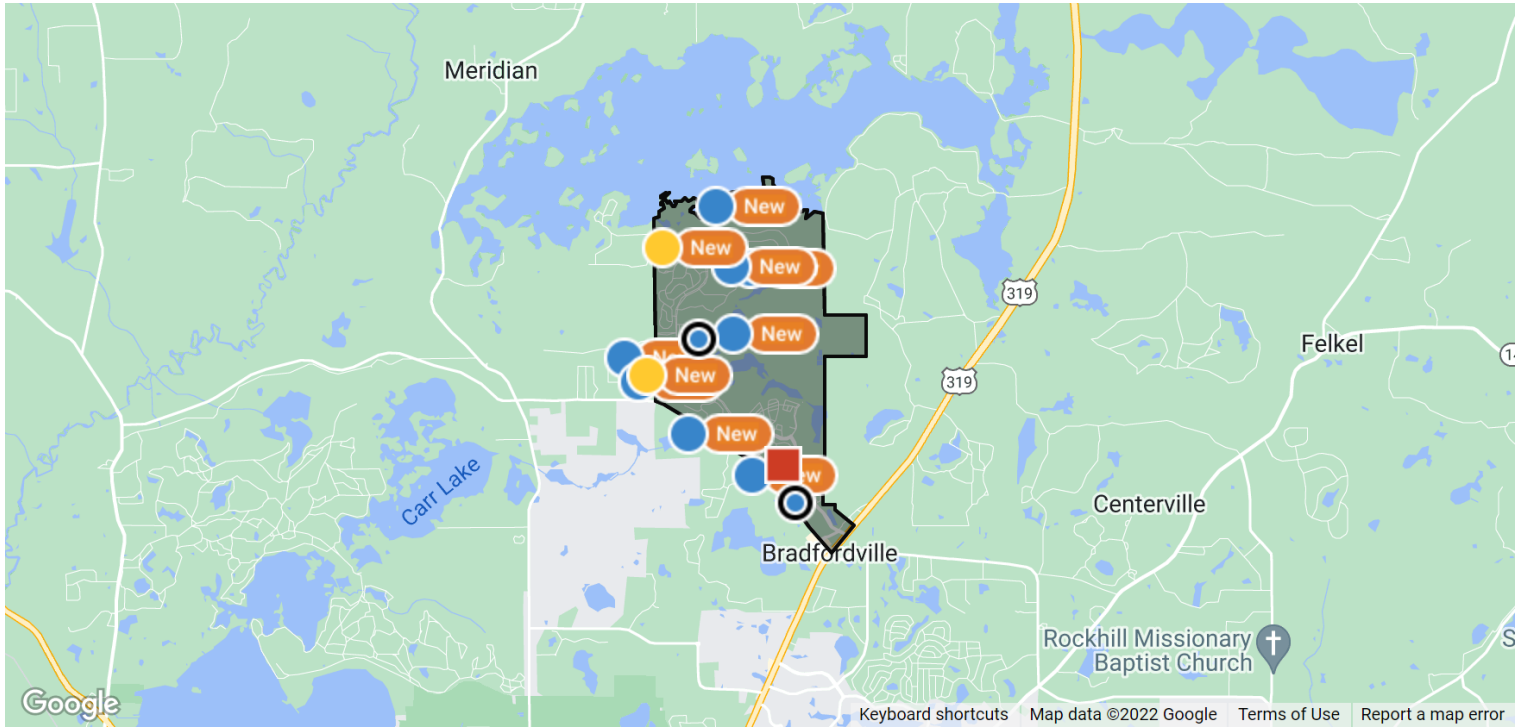 Meridian
New
New
New
319
New
Felkel
New
319
New
Carr Lake
New
Centerville
Bradfordville
Rockhill Missionary
Baptist Church
Google
Keyboard shortcuts
Map data ©2022 Google
Terms of Use
Report a map error